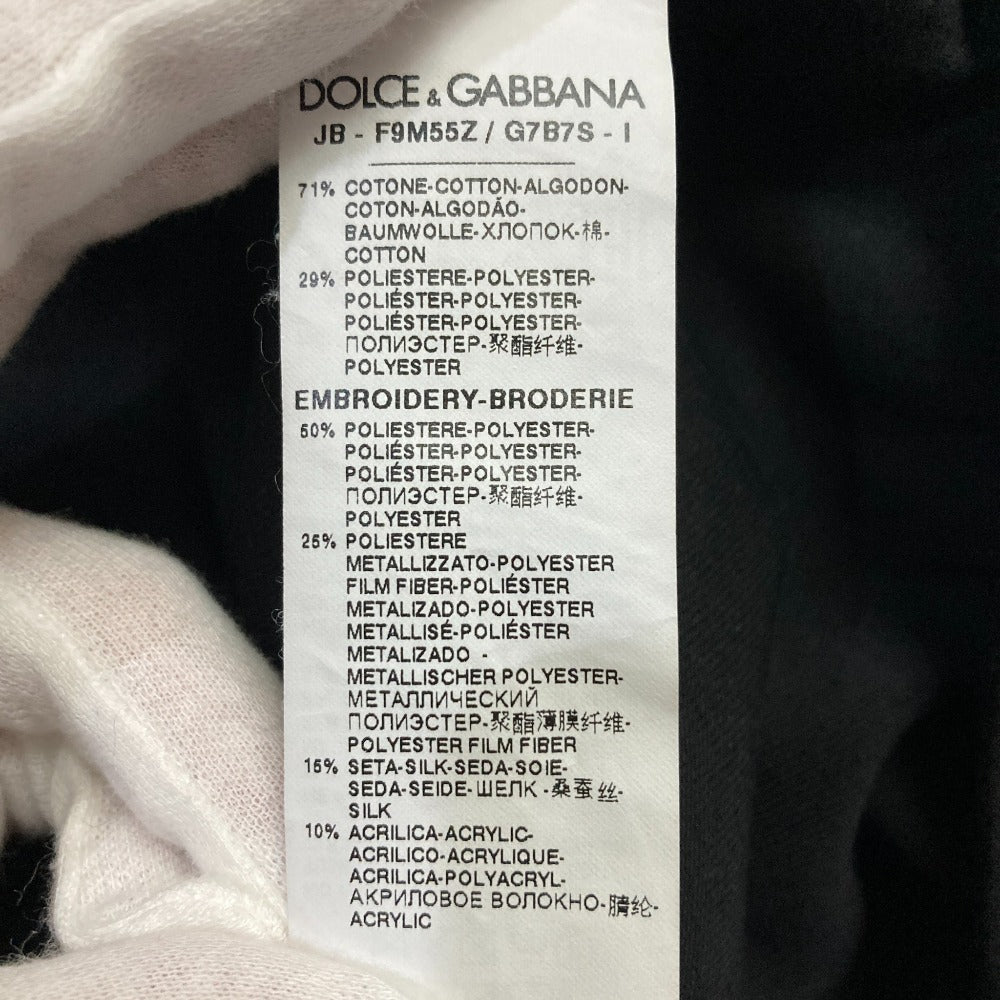 DOLCE & GABBANA
JB - F9M55Z / G7B7S - I
71% COTONE-COTTON-ALGODON-
COTON-ALGODÃO-
BAUMWOLLE-ХЛОПОК-棉-
COTTON
29% POLIESTERE-POLYESTER-
POLIÉSTER-POLYESTER-
POLIÉSTER-POLYESTER-
ПОЛИЭСТЕР-聚酯纤维-
POLYESTER
EMBROIDERY-BRODERIE
50% POLIESTERE-POLYESTER-
POLIÉSTER-POLYESTER-
POLIÉSTER-POLYESTER-
ПОЛИЭСТЕР-聚酯纤维-
POLYESTER
25% POLIESTERE
METALLIZZATO-POLYESTER
FILM FIBER-POLIÉSTER
METALIZADO-POLYESTER
METALLISÉ-POLIÉSTER
METALIZADO -
METALLISCHER POLYESTER-
МЕТАЛЛИЧЕСКИЙ
ПОЛИЭСТЕР-聚酯薄膜纤维-
POLYESTER FILM FIBER
15% SETA-SILK-SEDA-SOIE-
SEDA-SEIDE-ШЕЛК -桑蚕丝-
SILK
10% ACRILICA-ACRYLIC-
ACRILICO-ACRYLIQUE-
ACRILICA-POLYACRYL-
АКРИЛОВОЕ ВОЛОКНО-腈纶-
ACRYLIC